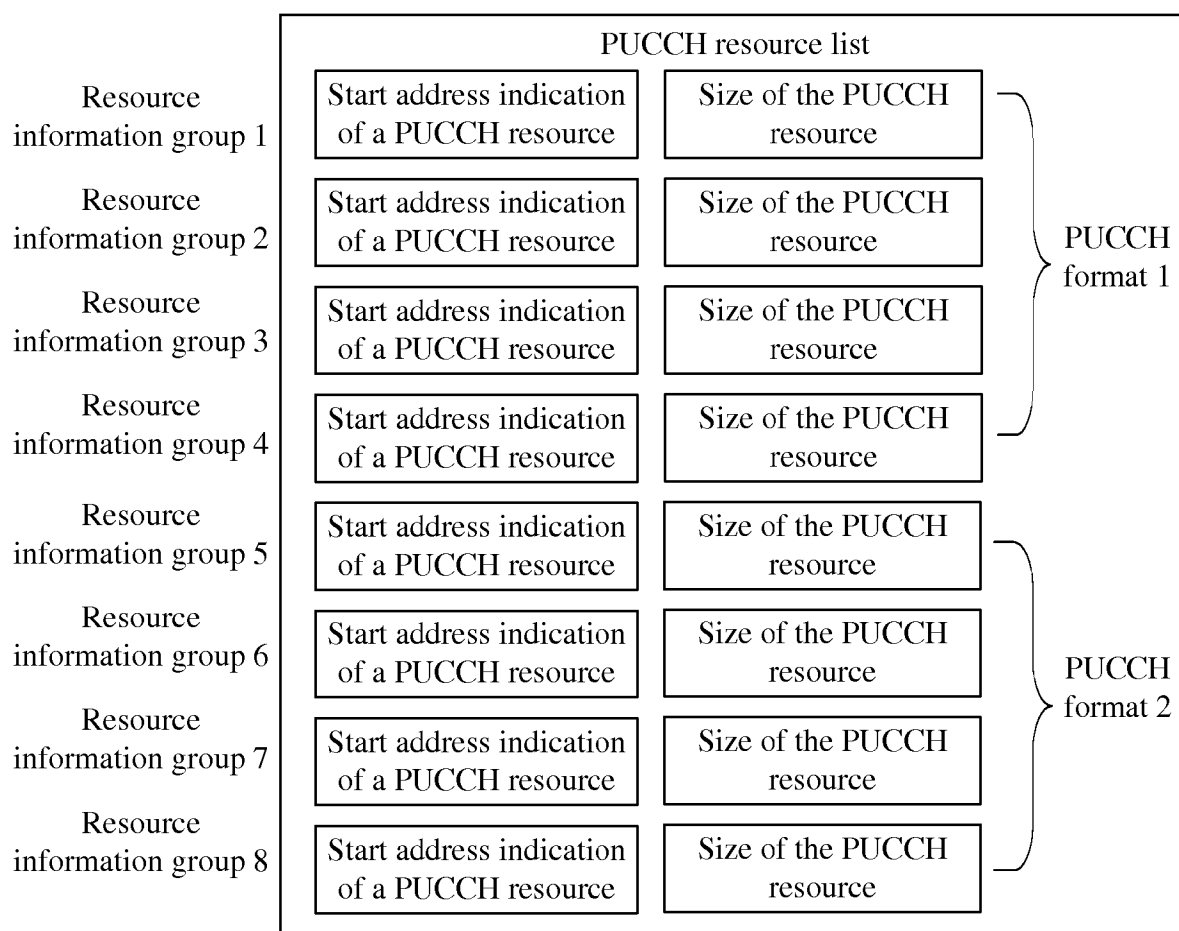 PUCCH resource list
Resource
information group 1
Start address indication
of a PUCCH resource
Size of the PUCCH
resource
Resource
information group 2
Start address indication
of a PUCCH resource
Size of the PUCCH
resource
Resource
information group 3
Start address indication
of a PUCCH resource
Size of the PUCCH
resource
Resource
information group 4
Start address indication
of a PUCCH resource
Size of the PUCCH
resource
PUCCH
format 1
Resource
information group 5
Start address indication
of a PUCCH resource
Size of the PUCCH
resource
Resource
information group 6
Start address indication
of a PUCCH resource
Size of the PUCCH
resource
Resource
information group 7
Start address indication
of a PUCCH resource
Size of the PUCCH
resource
Resource
information group 8
Start address indication
of a PUCCH resource
Size of the PUCCH
resource
PUCCH
format 2